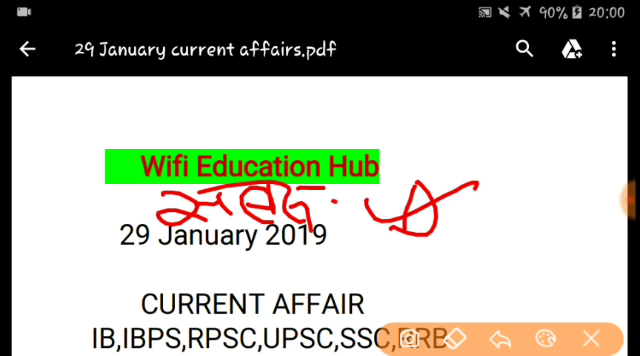 90% 20:00
29 January current affairs.pdf
Wifi Education Hub
29 January 2019
CURRENT AFFAIR
IB,IBPS,RPSC,UPSC,SSC,RRB